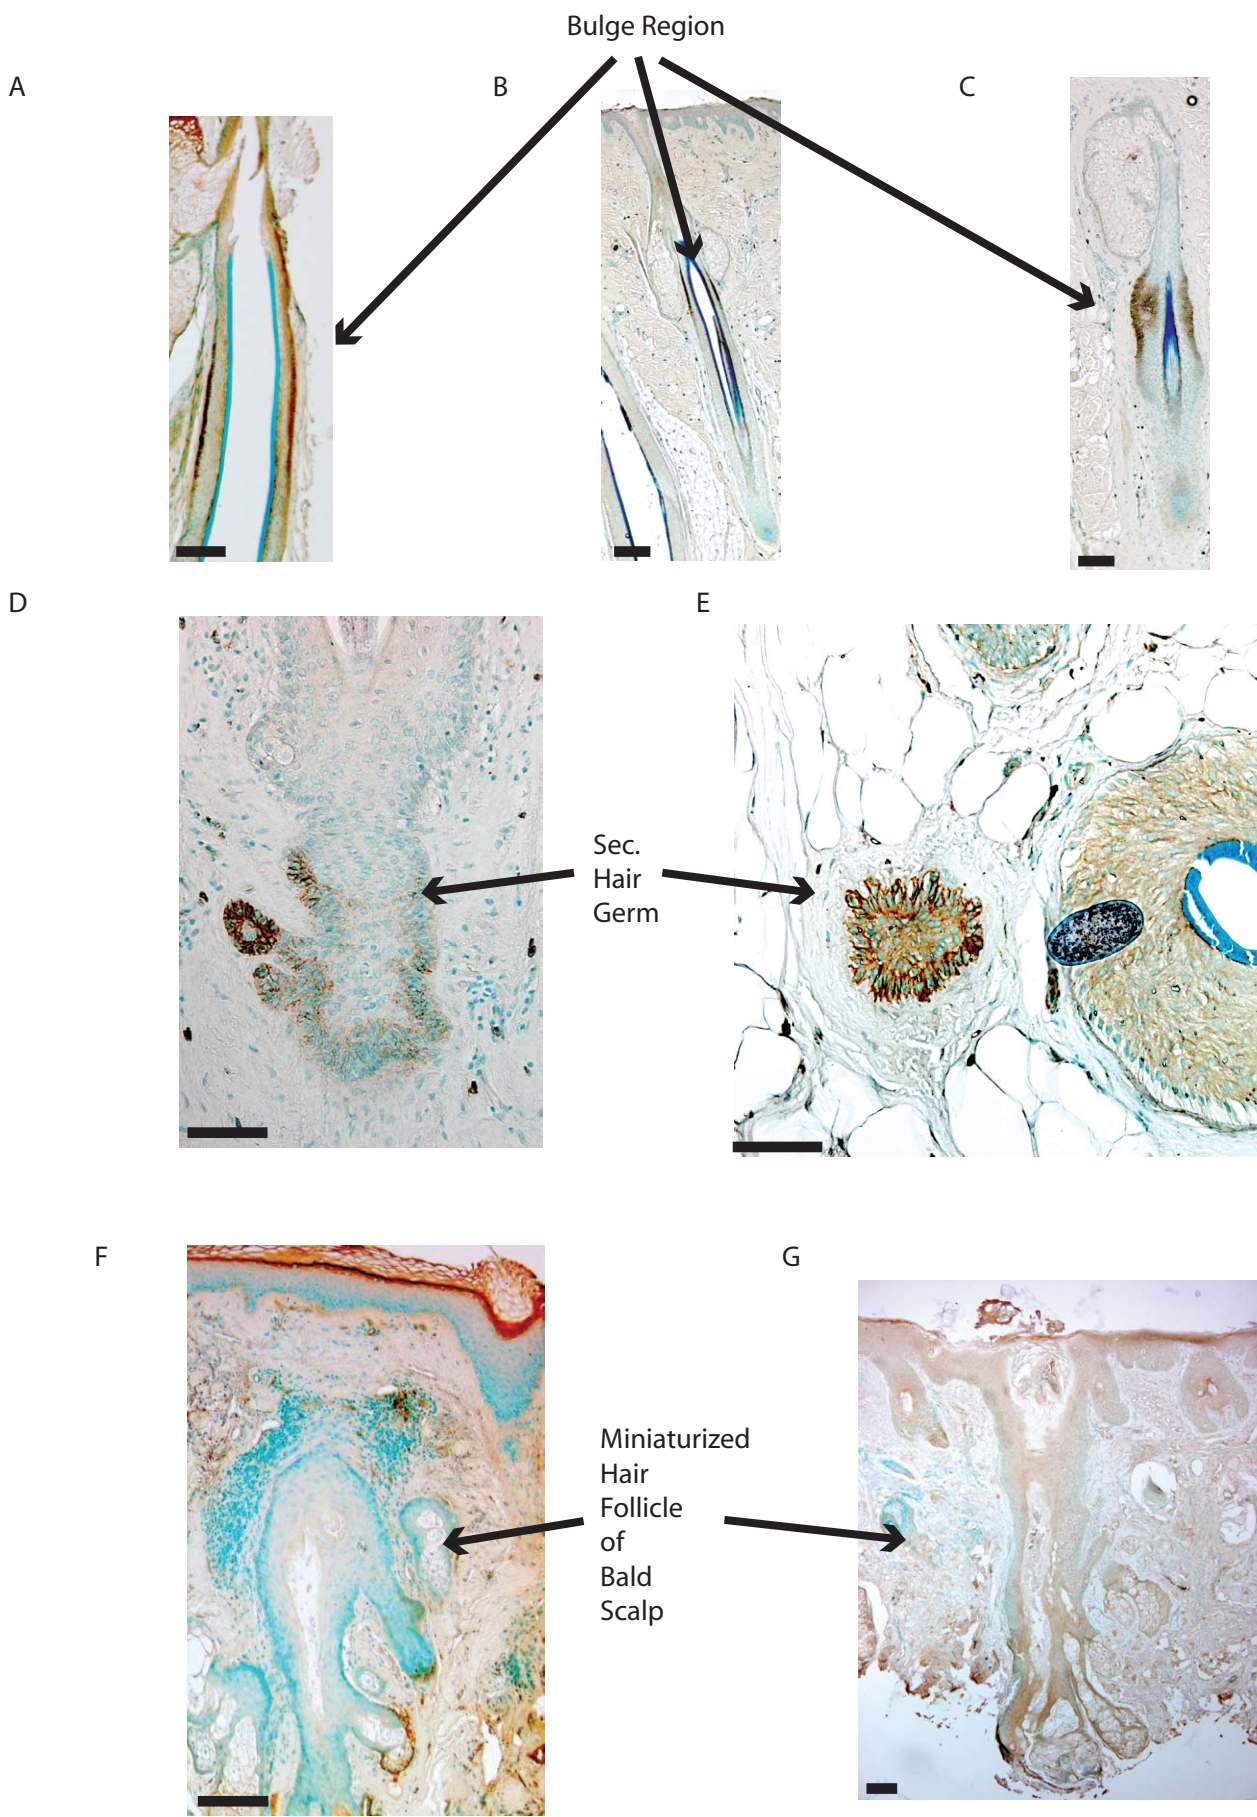 Bulge Region
A
B
C
D
E
Sec.
Hair
Germ
F
G
Miniaturized
Hair
Follicle
of
Bald
Scalp